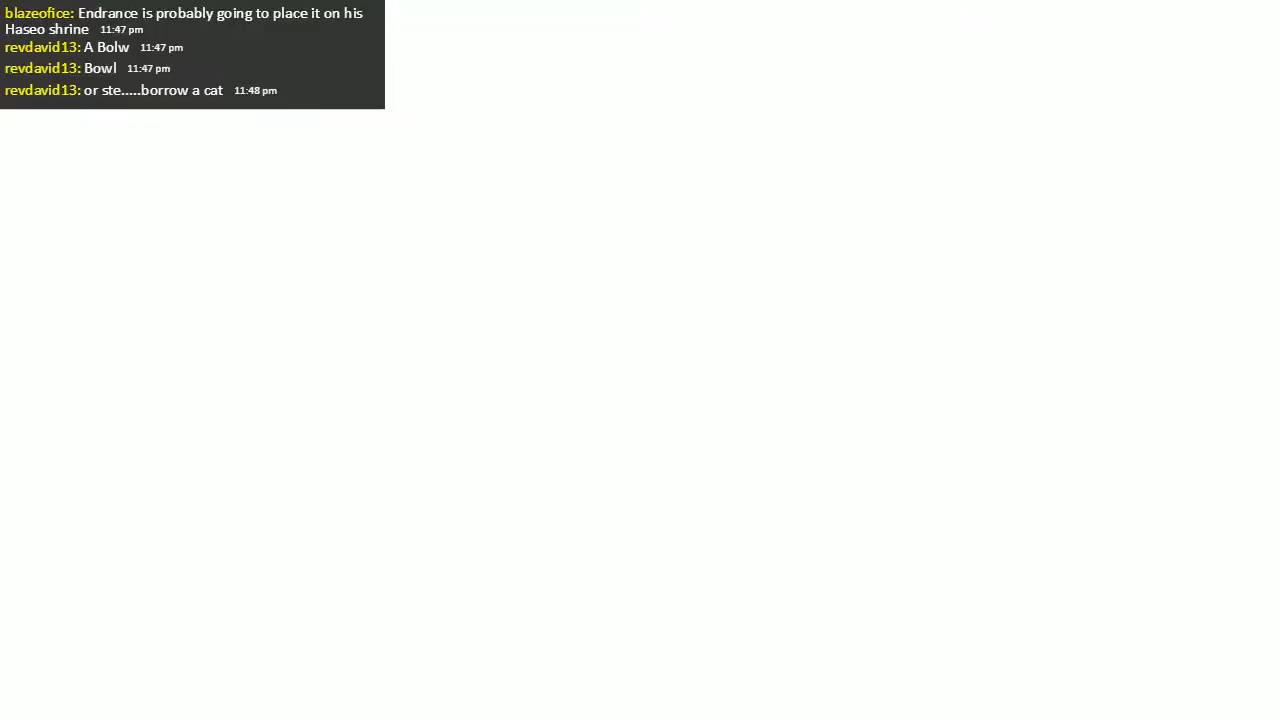 blazeofice: Endrance is probably going to place it on his
Haseo shrine 11:47 pm
revdavid13: A Bolw 11:47 pm
revdavid13: Bowl 11:47 pm
revdavid13: or ste.....borrow a cat 11:48 pm